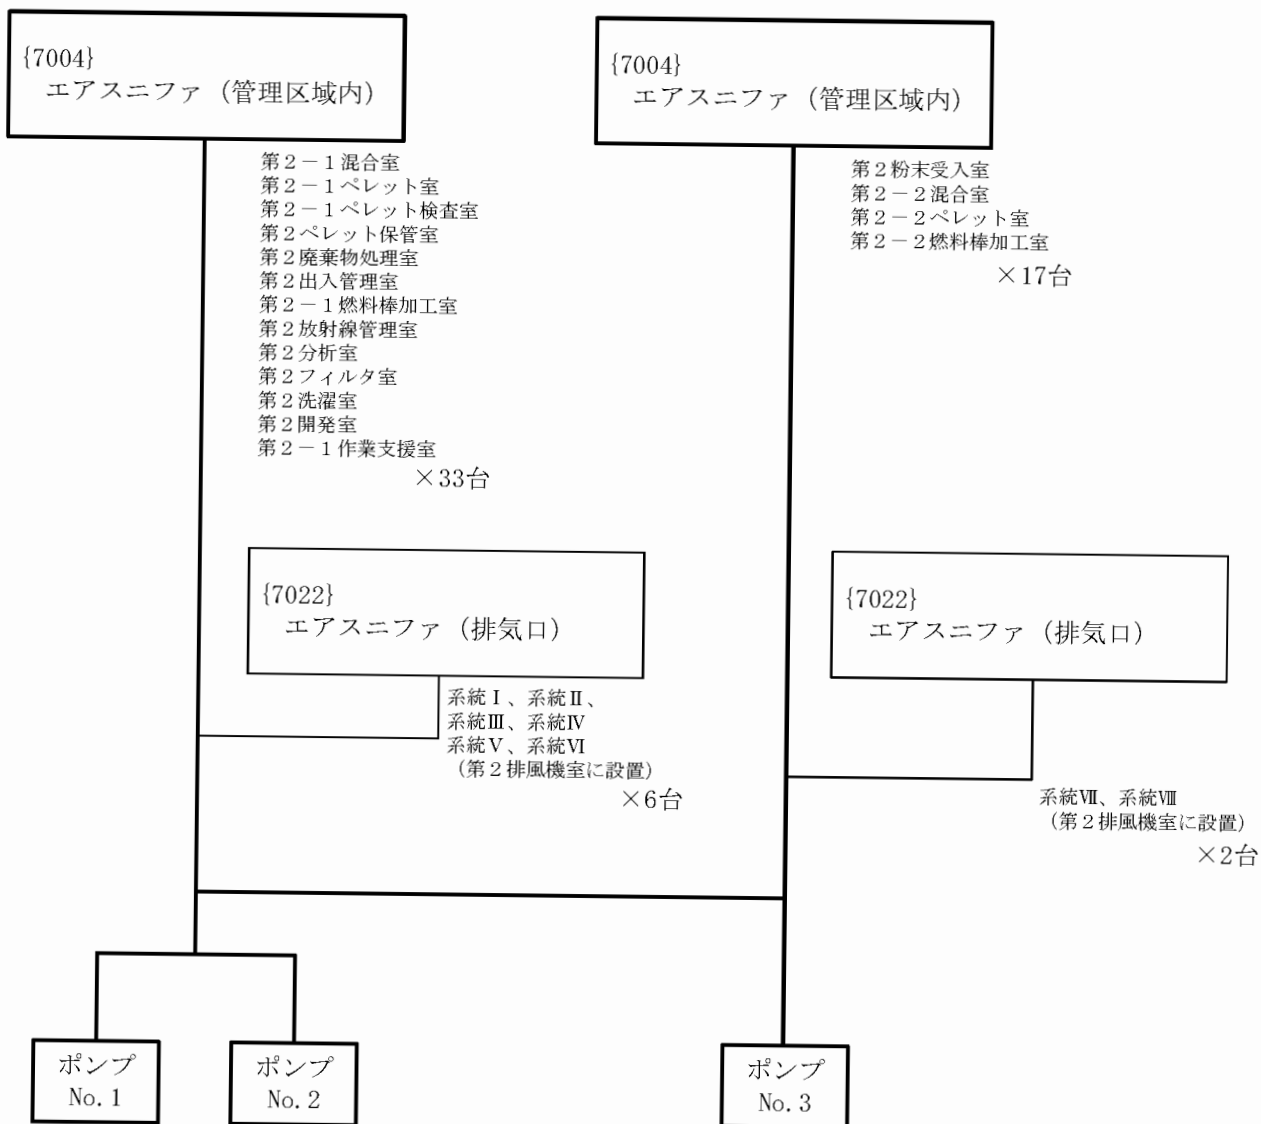 {7004}
エアスニファ（管理区域内）
第２－１混合室
第２－１ペレット室
第２－１ペレット検査室
第２ペレット保管室
第２廃棄物処理室
第２出入管理室
第２－１燃料棒加工室
第２放射線管理室
第２分析室
第２フィルタ室
第２洗濯室
第２開発室
第２－１作業支援室
×33台
{7004}
エアスニファ（管理区域内）
第２粉末受入室
第２－２混合室
第２－２ペレット室
第２－２燃料棒加工室
×17台
{7022}
エアスニファ（排気口）
系統Ⅰ、系統Ⅱ、
系統Ⅲ、系統Ⅳ
系統Ⅴ、系統Ⅵ
（第２排風機室に設置）
×6台
{7022}
エアスニファ（排気口）
系統Ⅶ、系統Ⅷ
（第２排風機室に設置）
×2台
ポンプ
No. 1
ポンプ
No. 2
ポンプ
No. 3